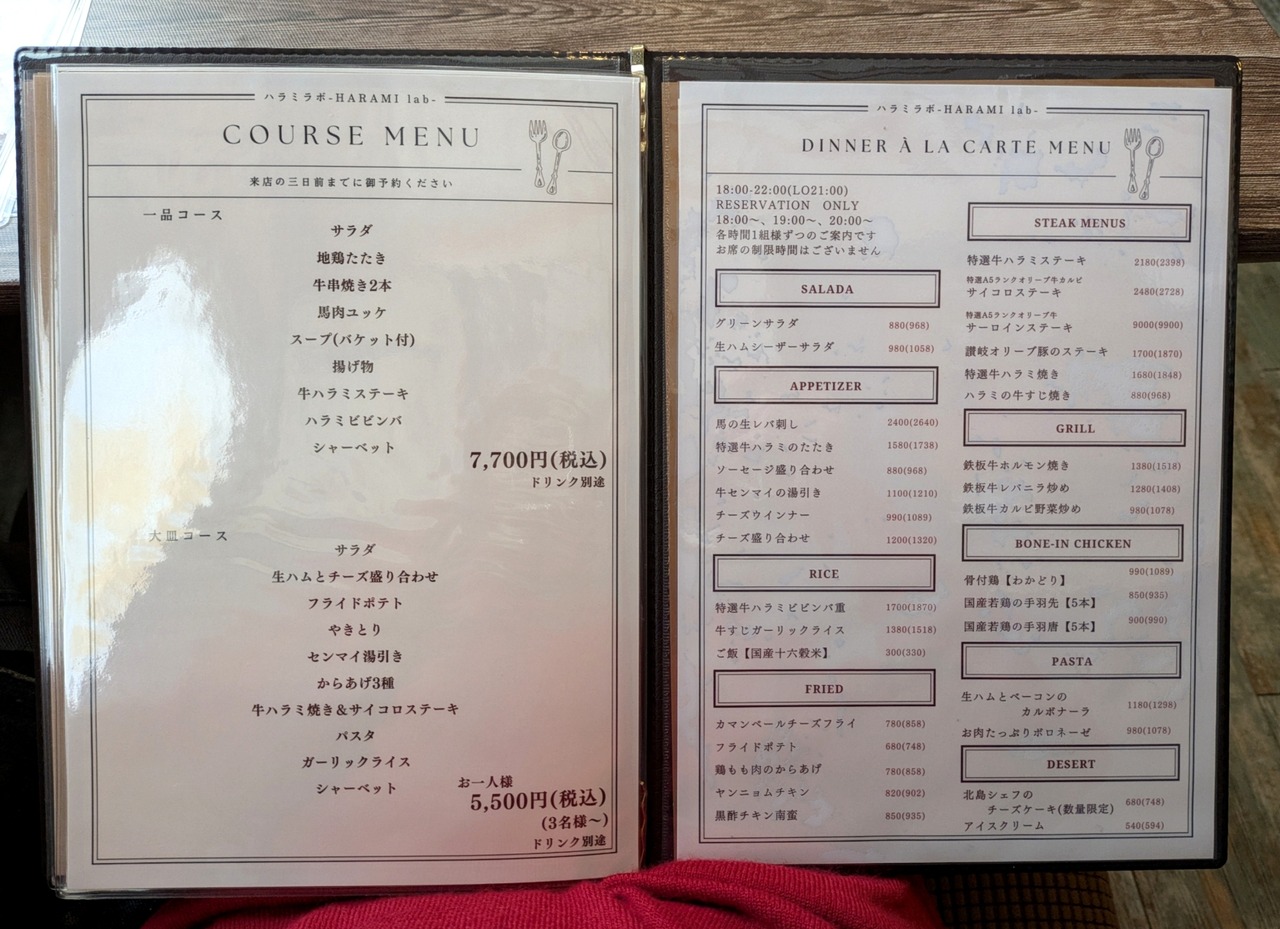 ハラミラボ-HARAMI lab-
COURSE MENU
来店の三日前までに御予約ください
一品コース
サラダ
地鶏たたき
牛串焼き2本
馬肉ユッケ
スープ(バケット付)
揚げ物
牛ハラミステーキ
ハラミビビンバ
シャーベット
7,700円(税込)
ドリンク別途
大皿コース
サラダ
生ハムとチーズ盛り合わせ
フライドポテト
やきとり
センマイ湯引き
からあげ3種
牛ハラミ焼き&サイコロステーキ
パスタ
ガーリックライス
シャーベット
お一人様
5,500円(税込)
(3名様〜)
ドリンク別途
ハラミラボ-HARAMI lab-
DINNER À LA CARTE MENU
18:00-22:00(LO21:00)
RESERVATION ONLY
18:00〜、19:00〜、20:00〜
各時間1組様ずつのご案内です
お席の制限時間はございません
SALADA
グリーンサラダ 880(968)
生ハムシーザーサラダ 980(1058)
APPETIZER
馬の生レバ刺し 2400(2640)
特選牛ハラミのたたき 1580(1738)
ソーセージ盛り合わせ 880(968)
牛センマイの湯引き 1100(1210)
チーズウインナー 990(1089)
チーズ盛り合わせ 1200(1320)
RICE
特選牛ハラミビビンバ重 1700(1870)
牛すじガーリックライス 1380(1518)
ご飯【国産十六穀米】 300(330)
FRIED
カマンベールチーズフライ 780(858)
フライドポテト 680(748)
鶏もも肉のからあげ 780(858)
ヤンニョムチキン 820(902)
黒酢チキン南蛮 850(935)
STEAK MENUS
特選牛ハラミステーキ 2180(2398)
特選A5ランクオリーブ牛カルビ
サイコロステーキ 2480(2728)
特選A5ランクオリーブ牛
サーロインステーキ 9000(9900)
讃岐オリーブ豚のステーキ 1700(1870)
特選牛ハラミ焼き 1680(1848)
ハラミの牛すじ焼き 880(968)
GRILL
鉄板牛ホルモン焼き 1380(1518)
鉄板牛レバニラ炒め 1280(1408)
鉄板牛カルビ野菜炒め 980(1078)
BONE-IN CHICKEN
骨付鶏【わかどり】 990(1089)
国産若鶏の手羽先【5本】 850(935)
国産若鶏の手羽唐【5本】 900(990)
PASTA
生ハムとベーコンの
カルボナーラ 1180(1298)
お肉たっぷりボロネーゼ 980(1078)
DESERT
北島シェフの
チーズケーキ(数量限定) 680(748)
アイスクリーム 540(594)